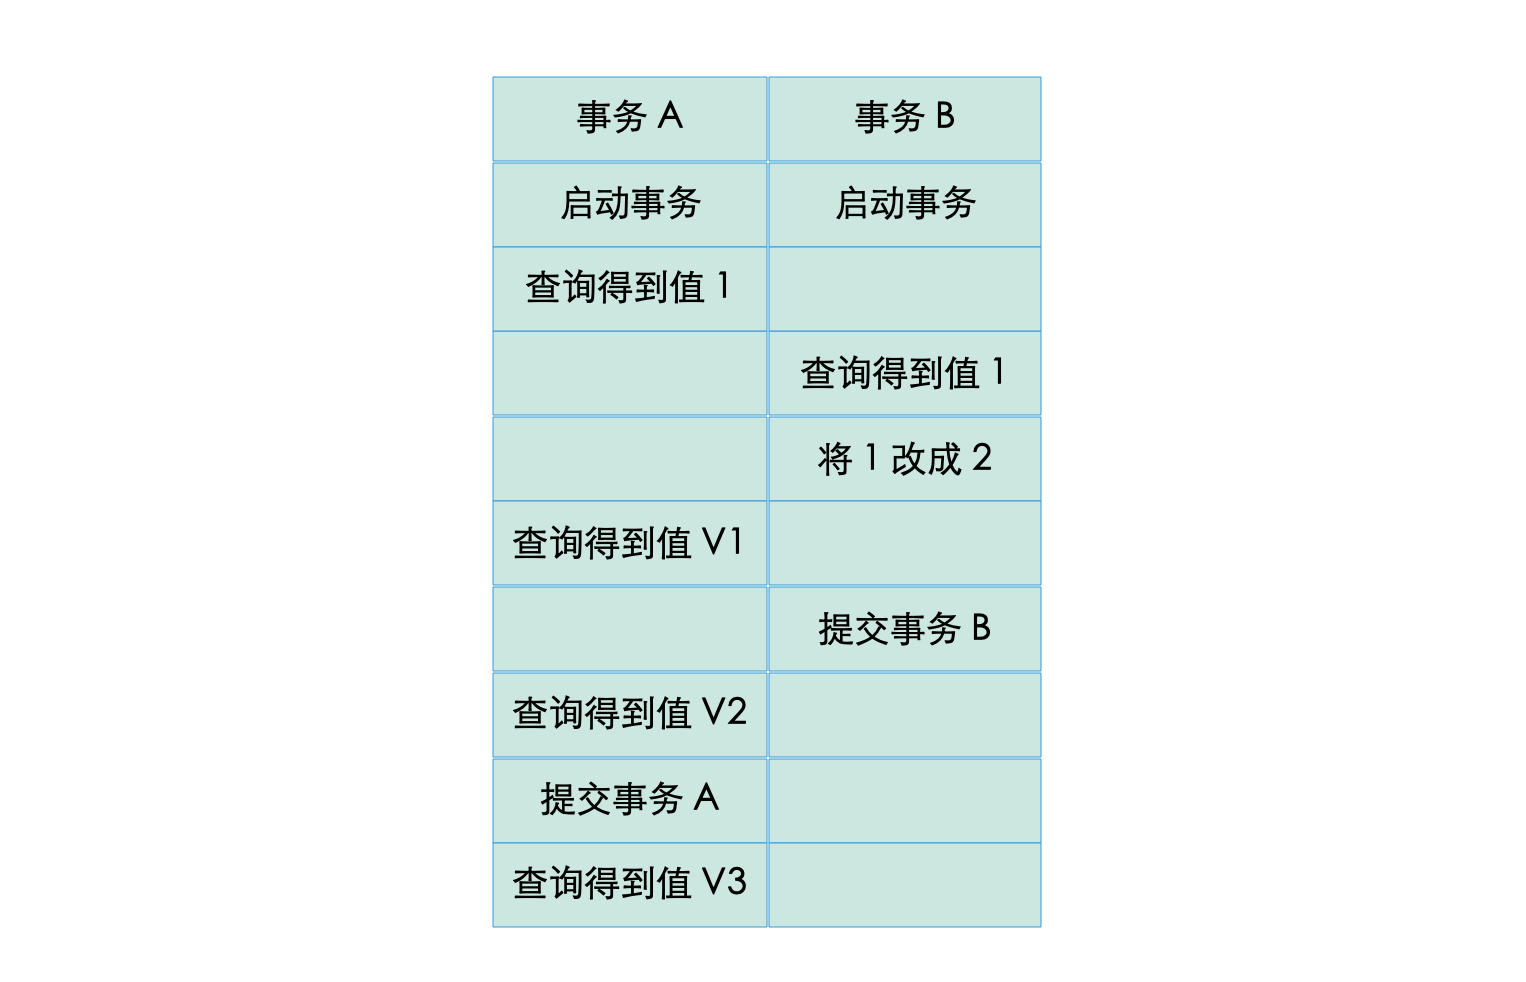 事务 A
事务 B
启动事务
启动事务
查询得到值 1
查询得到值 1
将 1 改成 2
查询得到值 V1
提交事务 B
查询得到值 V2
提交事务 A
查询得到值 V3